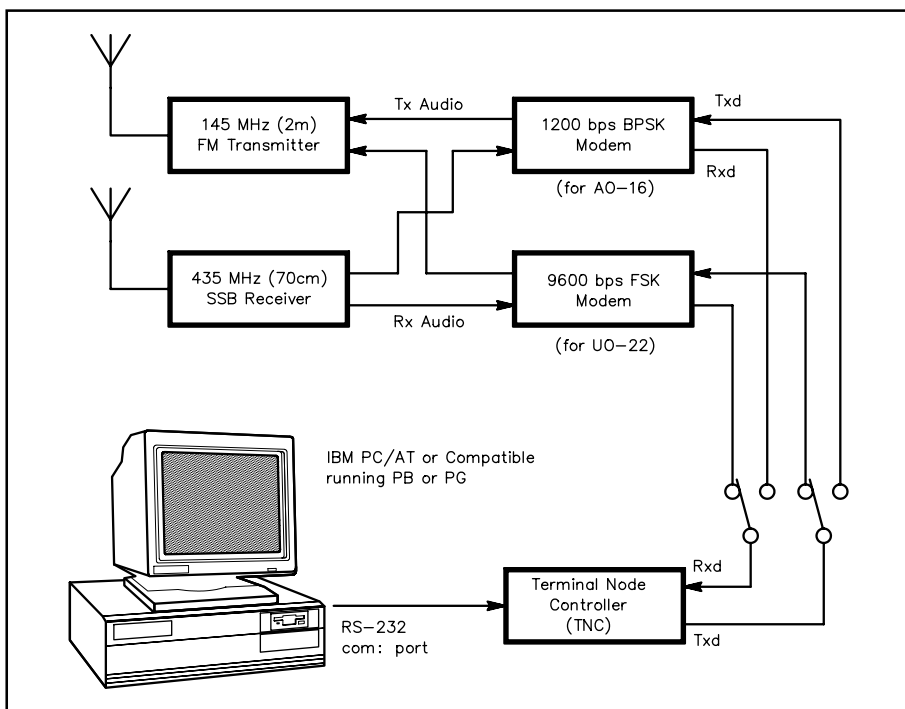 Tx Audio
Txd
145 MHz (2m)
FM Transmitter
1200 bps BPSK
Modem
Rxd
(for AO-16)
435 MHz (70cm)
SSB Receiver
9600 bps FSK
Modem
Rx Audio
(for UO-22)
IBM PC/AT or Compatible
running PB or PG
Rxd
Terminal Node
Controller
(TNC)
RS-232
com: port
Txd